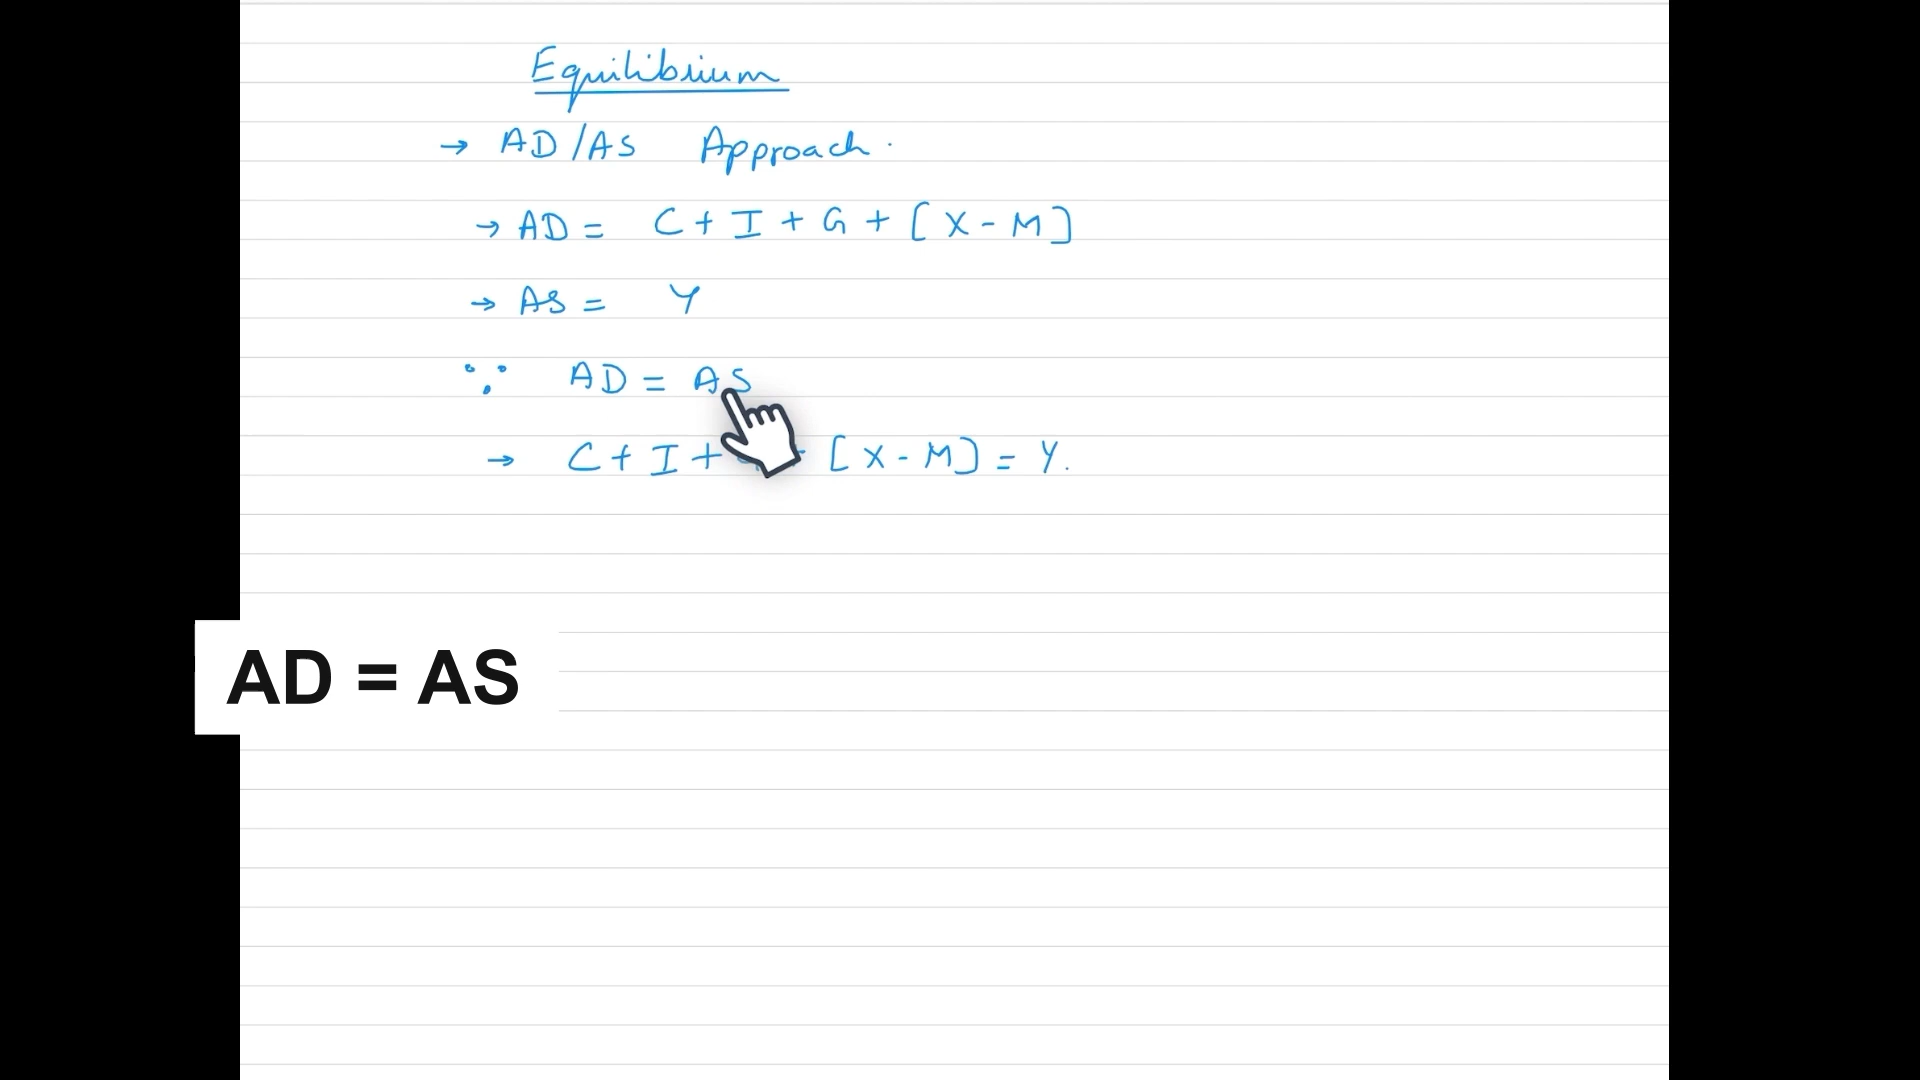 Equilibrium
→ AD/AS Approach.
→ AD = C + I + G + [X - M]
→ AS = Y
∵ AD = AS
→ C + I + [X - M] = Y.
AD = AS